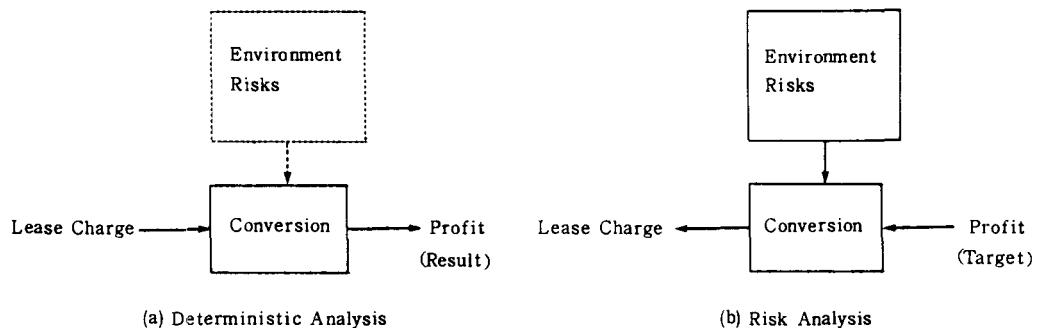 Environment
Risks
Lease Charge
Conversion
Profit
(Result)
(a) Deterministic Analysis
Environment
Risks
Lease Charge
Conversion
Profit
(Target)
(b) Risk Analysis